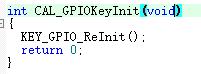 int CAL_GPIOKeyInit(void)
{
KEY_GPIO_ReInit();
return 0;
}